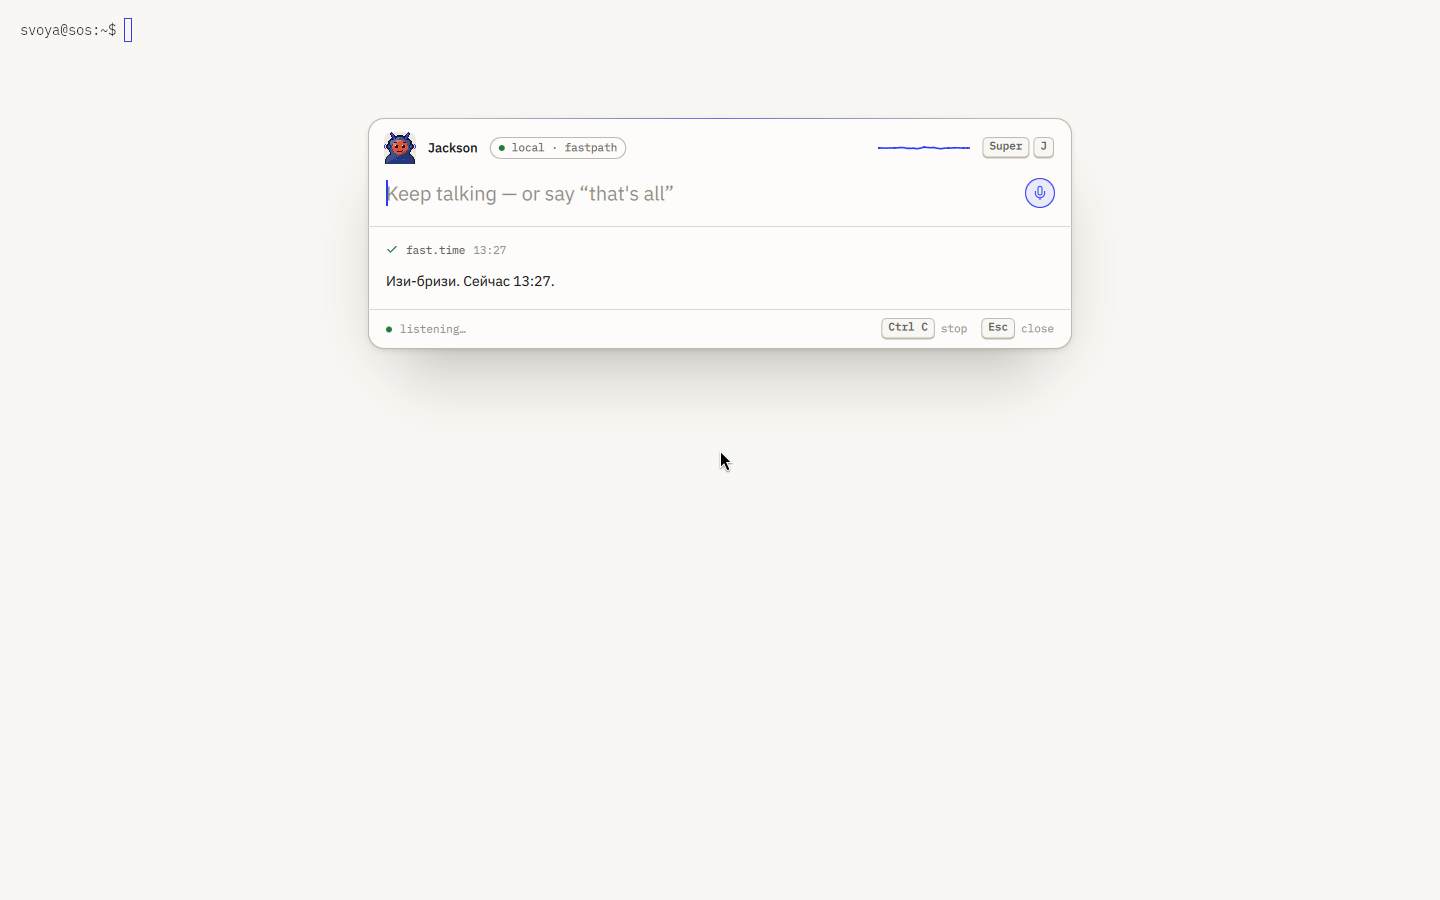 svoya@sos:~$
Jackson local · fastpath Super J
Keep talking — or say “that's all”
fast.time 13:27
Изи-бризи. Сейчас 13:27.
listening… Ctrl C stop Esc close